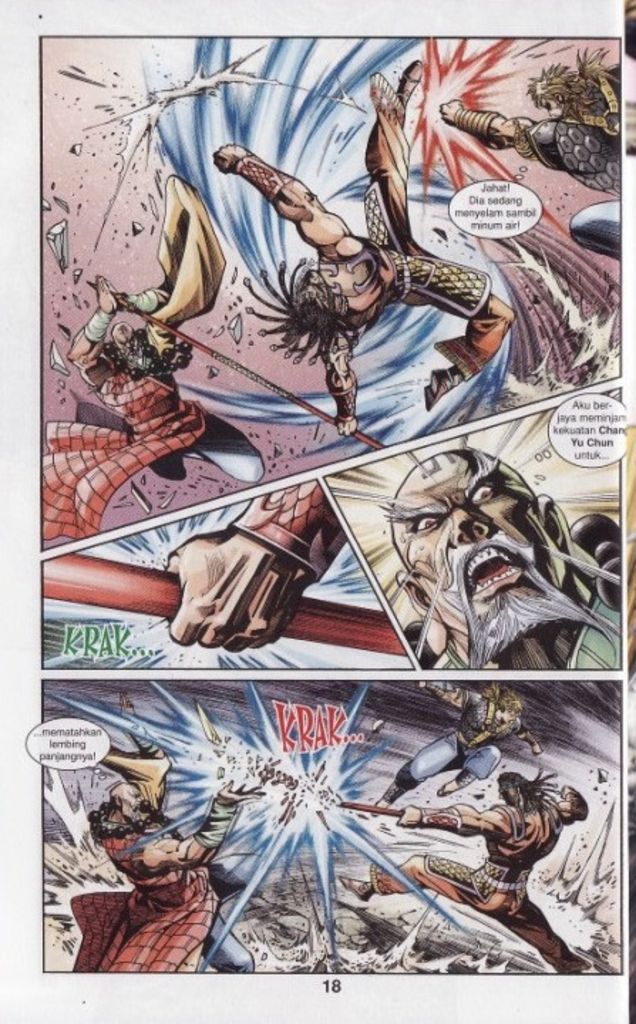 Jahat!
Dia sedang
menyelam sambil
minum air!
Aku ber-
jaya meminjam
kekuatan Chang
Yu Chun
untuk...
KRAK...
KRAK...
...mematahkan
lembing
panjangnya!
18